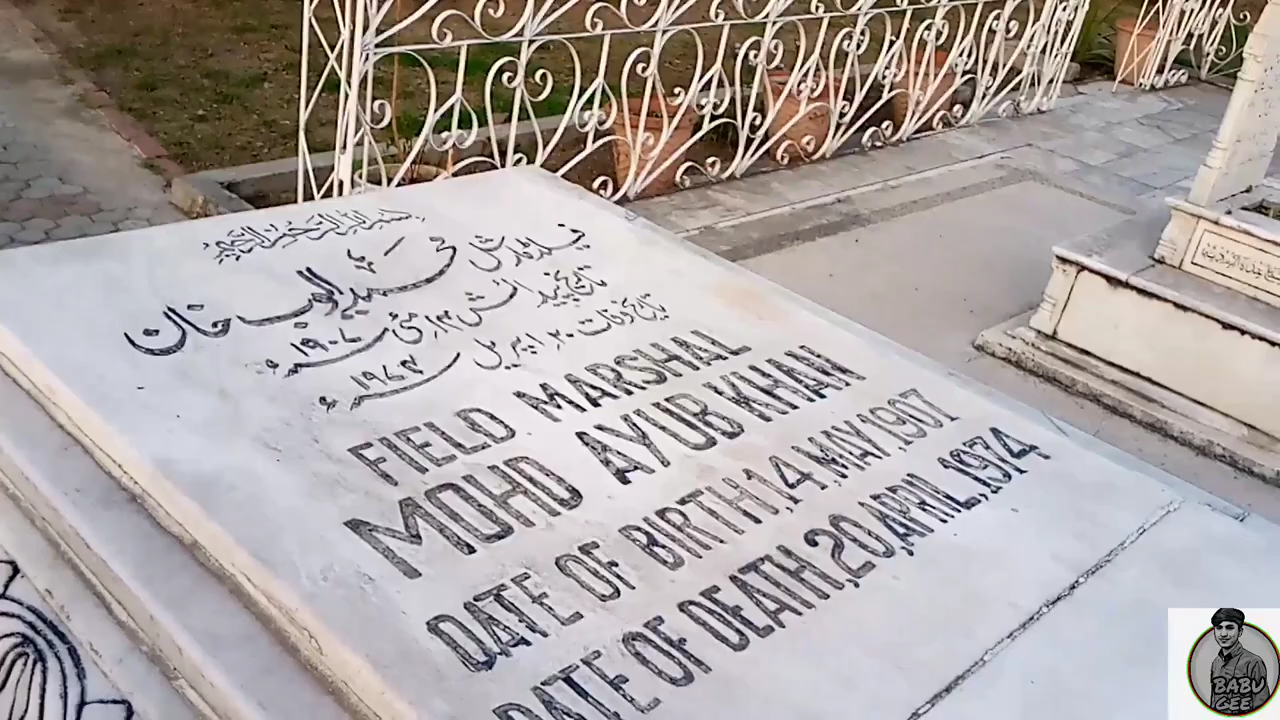 بسم اللہ الرحمن الرحیم
فیلڈ مارشل
محمد ایوب خان
تاریخ پیدائش ۱۴ مئی ۱۹۰۷ء
تاریخ وفات ۲۰ اپریل ۱۹۷۴ء
FIELD MARSHAL
MOHD AYUB KHAN
DATE OF BIRTH,14,MAY,1907
DATE OF DEATH,20,APRIL,1974
BABU
GEE